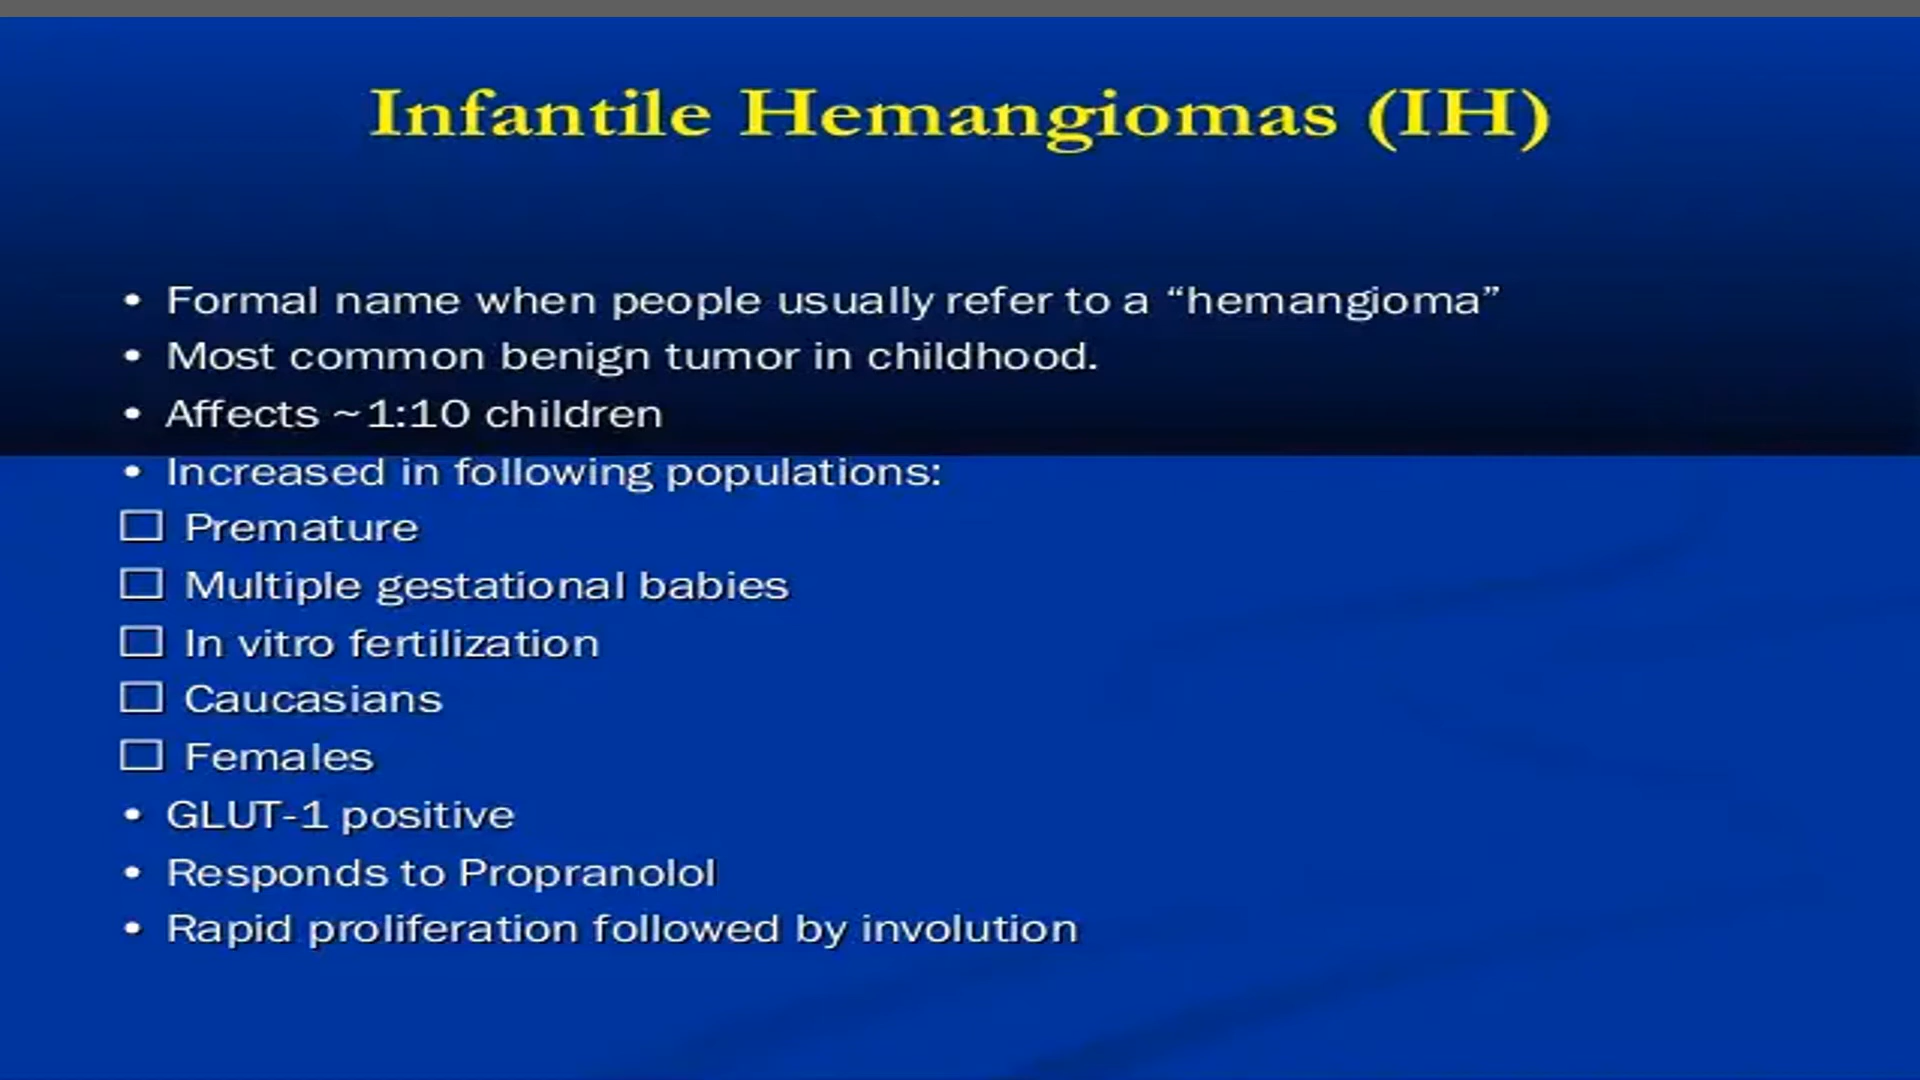 Infantile Hemangiomas (IH)
• Formal name when people usually refer to a “hemangioma”
• Most common benign tumor in childhood.
• Affects ~1:10 children
• Increased in following populations:
□ Premature
□ Multiple gestational babies
□ In vitro fertilization
□ Caucasians
□ Females
• GLUT-1 positive
• Responds to Propranolol
• Rapid proliferation followed by involution